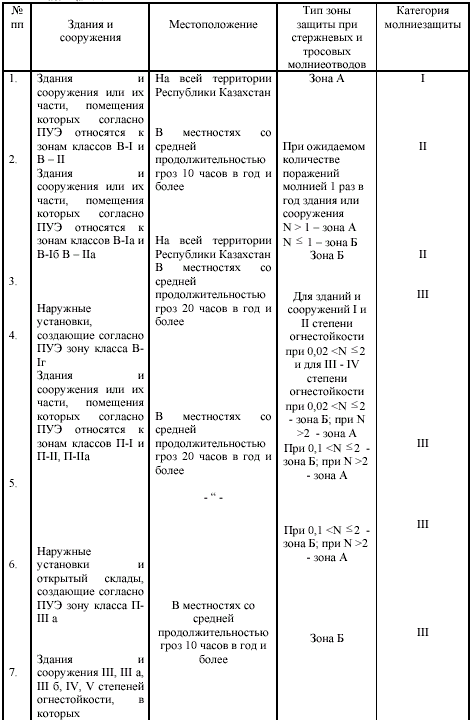 № пп
Здания и сооружения
Местоположение
Тип зоны защиты при стержневых и тросовых молниеотводов
Категория молниезащиты
1.
Здания и
сооружения или их
части, помещения
которых согласно
ПУЭ относятся к
зонам классов В-I и
В – II
На всей территории
Республики Казахстан
Зона А
I
2.
Здания и
сооружения или их
части, помещения
которых согласно
ПУЭ относятся к
зонам классов В-Iа и
В-Iб В – IIа
В местностях со
средней
продолжительностью
гроз 10 часов в год и
более
При ожидаемом
количестве
поражений
молнией 1 раз в
год здания или
сооружения
N > 1 – зона А
N ≤ 1 – зона Б
II
3.
Наружные
установки,
создающие согласно
ПУЭ зону класса В-
Iг
На всей территории
Республики Казахстан
Зона Б
II
4.
Здания и
сооружения или их
части, помещения
которых согласно
ПУЭ относятся к
зонам классов П-I и
П-II, П-IIа
В местностях со
средней
продолжительностью
гроз 20 часов в год и
более
Для зданий и
сооружений I и
II степени
огнестойкости
при 0,02 <N ≤2
и для III - IV
степени
огнестойкости
при 0,02 <N ≤2
- зона Б; при N
>2 - зона А
III
5.
В местностях со
средней
продолжительностью
гроз 20 часов в год и
более
При 0,1 <N ≤2 -
зона Б; при N >2
- зона А
III
6.
Наружные
установки и
открытый склады,
создающие согласно
ПУЭ зону класса П-
III а
- “ -
При 0,1 <N ≤2 -
зона Б; при N >2
- зона А
III
7.
Здания и
сооружения III, III а,
III б, IV, V степеней
огнестойкости, в
которых
В местностях со
средней
продолжительностью
гроз 10 часов в год и
более
Зона Б
III